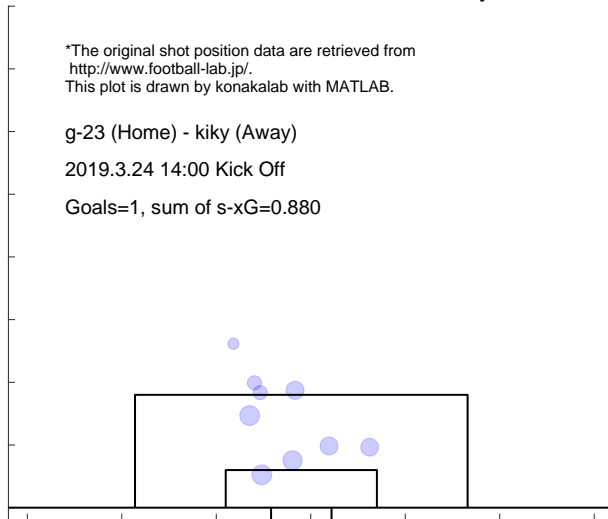 *The original shot position data are retrieved from
http://www.football-lab.jp/.
This plot is drawn by konakalab with MATLAB.
g-23 (Home) - kiky (Away)
2019.3.24 14:00 Kick Off
Goals=1, sum of s-xG=0.880